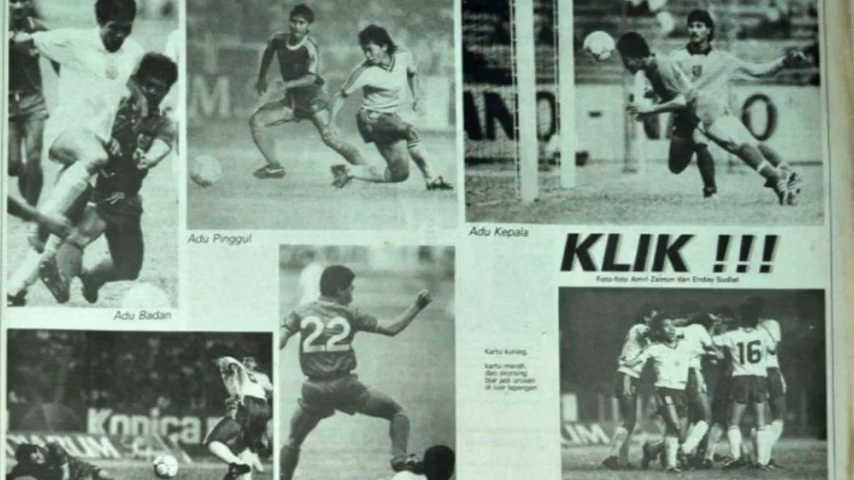 Adu Pinggul
Adu Kepala
KLIK !!!
Foto-foto Amri Zainun dan Enday Sudiat
Adu Badan
22
Kartu kuning,
kartu merah,
dan skorsing
biar jadi urusan
di luar lapangan
16
Konica